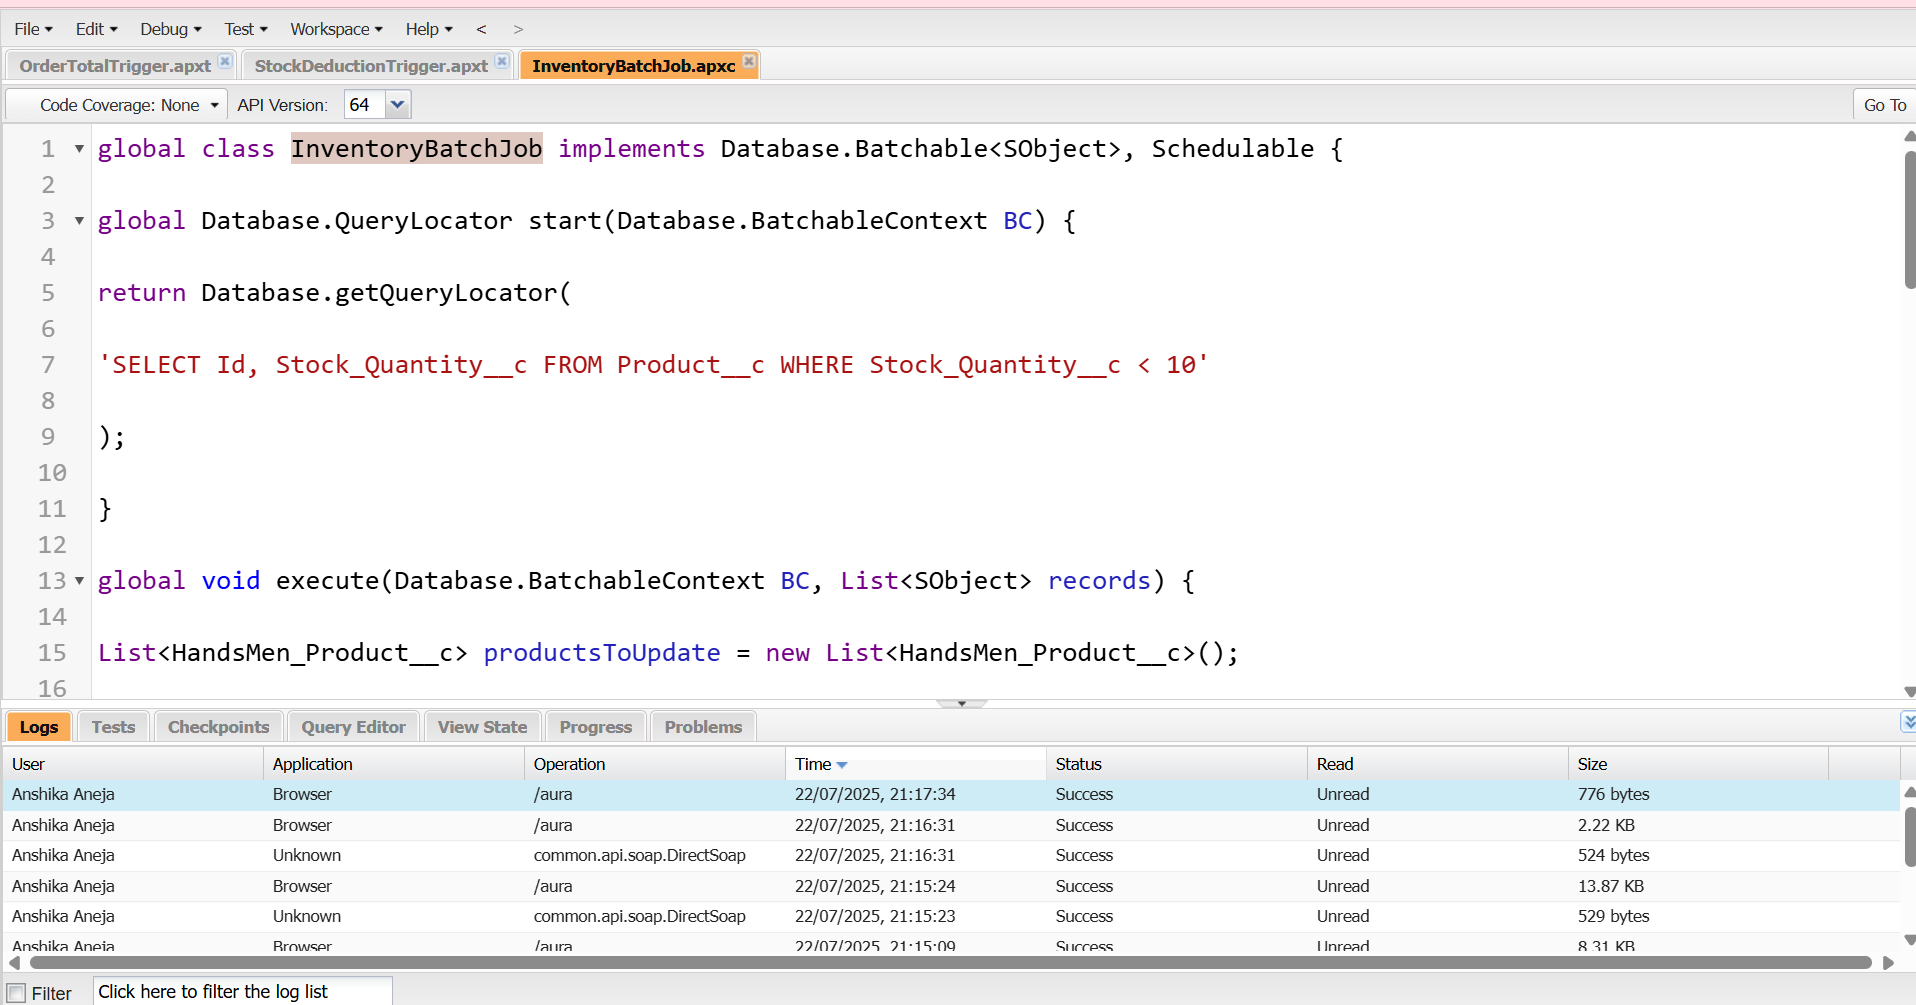 File Edit Debug Test Workspace Help < >
OrderTotalTrigger.apxt StockDeductionTrigger.apxt InventoryBatchJob.apxc
Code Coverage: None API Version: 64 Go To
1 global class InventoryBatchJob implements Database.Batchable<SObject>, Schedulable {
2
3 global Database.QueryLocator start(Database.BatchableContext BC) {
4
5 return Database.getQueryLocator(
6
7 'SELECT Id, Stock_Quantity__c FROM Product__c WHERE Stock_Quantity__c < 10'
8
9 );
10
11 }
12
13 global void execute(Database.BatchableContext BC, List<SObject> records) {
14
15 List<HandsMen_Product__c> productsToUpdate = new List<HandsMen_Product__c>();
16
Logs Tests Checkpoints Query Editor View State Progress Problems
User Application Operation Time Status Read Size
Anshika Aneja Browser /aura 22/07/2025, 21:17:34 Success Unread 776 bytes
Anshika Aneja Browser /aura 22/07/2025, 21:16:31 Success Unread 2.22 KB
Anshika Aneja Unknown common.api.soap.DirectSoap 22/07/2025, 21:16:31 Success Unread 524 bytes
Anshika Aneja Browser /aura 22/07/2025, 21:15:24 Success Unread 13.87 KB
Anshika Aneja Unknown common.api.soap.DirectSoap 22/07/2025, 21:15:23 Success Unread 529 bytes
Anshika Aneja Browser /aura 22/07/2025, 21:15:09 Success Unread 8.31 KB
Filter Click here to filter the log list